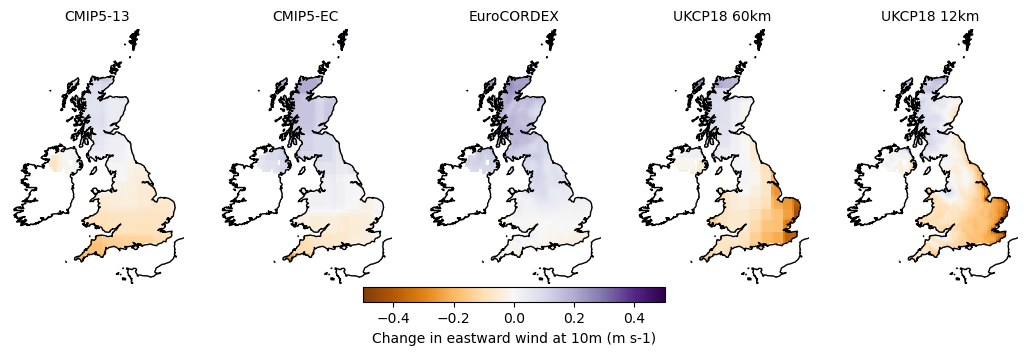 CMIP5-13 CMIP5-EC EuroCORDEX UKCP18 60km UKCP18 12km
−0.4 −0.2 0.0 0.2 0.4
Change in eastward wind at 10m (m s-1)